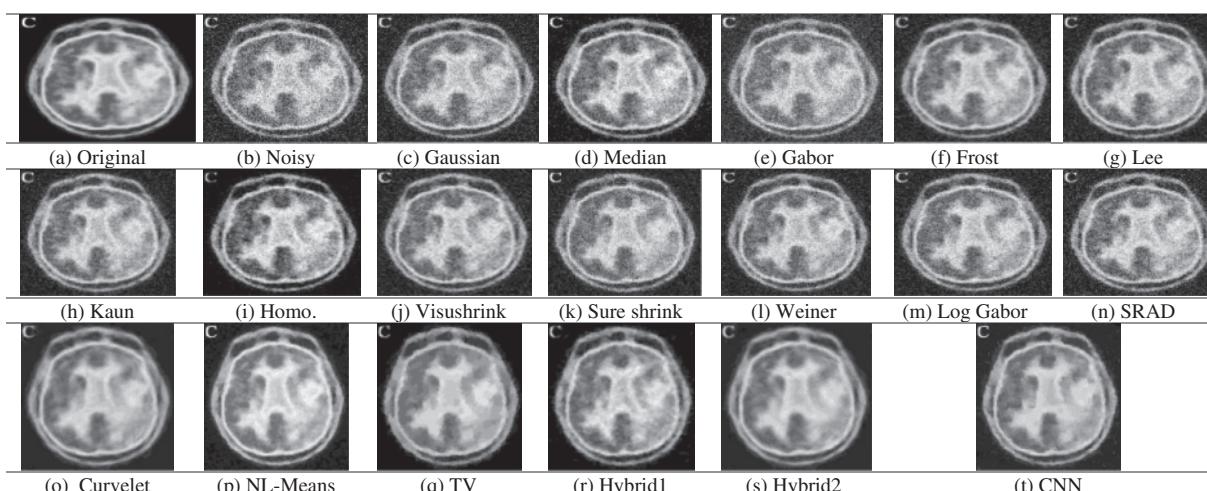 C C C C C C C
(a) Original (b) Noisy (c) Gaussian (d) Median (e) Gabor (f) Frost (g) Lee
C C C C C C C
(h) Kaun (i) Homo. (j) Visushrink (k) Sure shrink (l) Weiner (m) Log Gabor (n) SRAD
C C C C C C
(o) Curvelet (p) NL-Means (q) TV (r) Hybrid1 (s) Hybrid2 (t) CNN